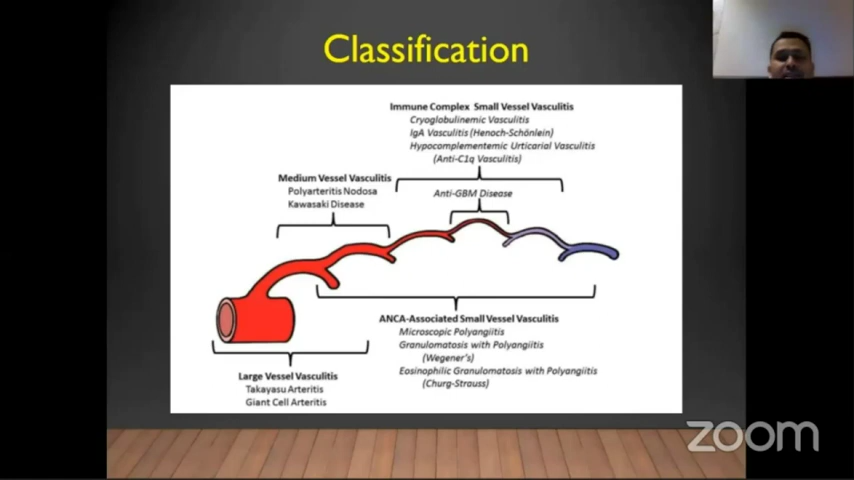 Classification
Immune Complex Small Vessel Vasculitis
Cryoglobulinemic Vasculitis
IgA Vasculitis (Henoch-Schönlein)
Hypocomplementemic Urticarial Vasculitis
(Anti-C1q Vasculitis)
Medium Vessel Vasculitis
Polyarteritis Nodosa
Kawasaki Disease
Anti-GBM Disease
ANCA-Associated Small Vessel Vasculitis
Microscopic Polyangiitis
Granulomatosis with Polyangiitis
(Wegener's)
Eosinophilic Granulomatosis with Polyangiitis
(Churg-Strauss)
Large Vessel Vasculitis
Takayasu Arteritis
Giant Cell Arteritis
zoom